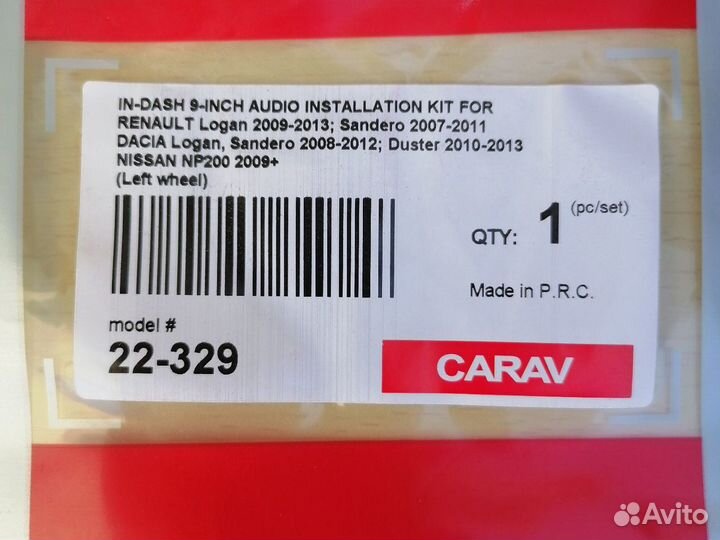 IN-DASH 9-INCH AUDIO INSTALLATION KIT FOR
RENAULT Logan 2009-2013; Sandero 2007-2011
DACIA Logan, Sandero 2008-2012; Duster 2010-2013
NISSAN NP200 2009+
(Left wheel)
QTY: 1 (pc/set)
Made in P.R.C.
model #
22-329
CARAV
Avito